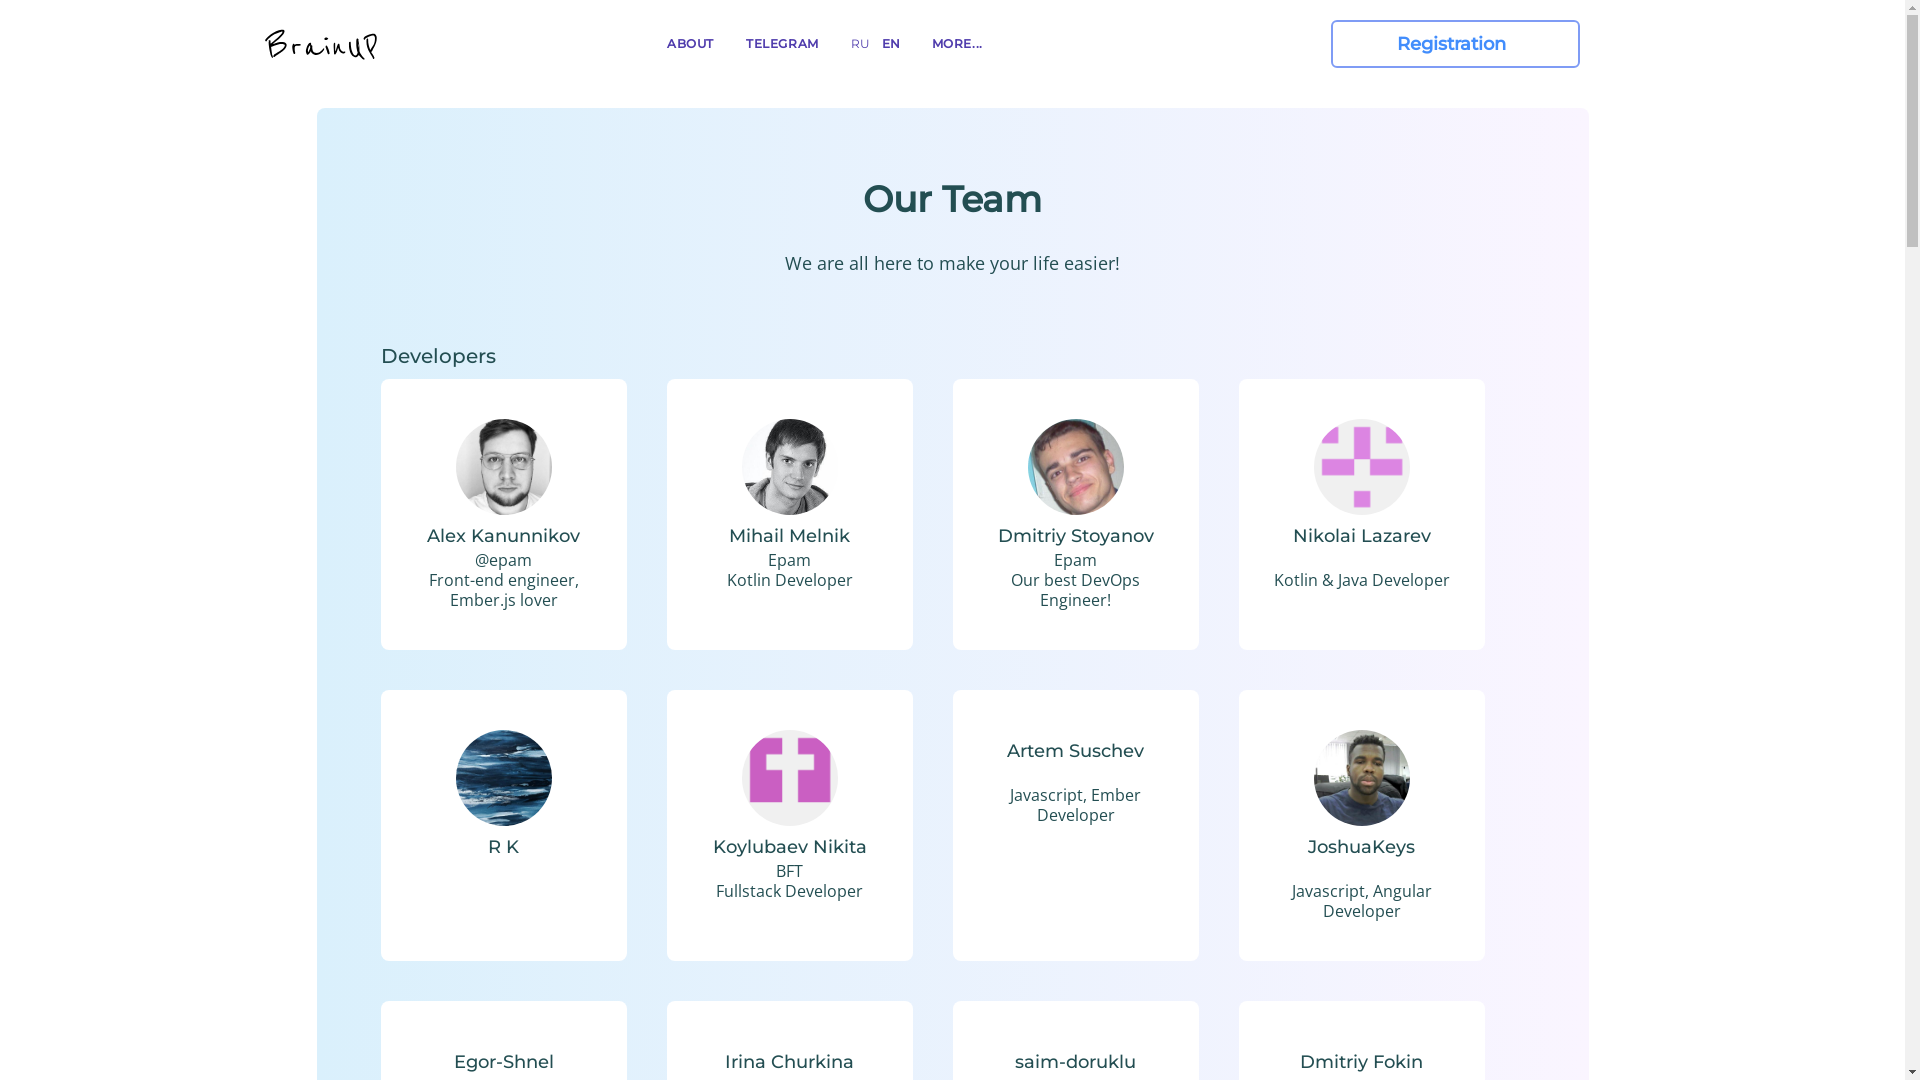 BrainUP
ABOUT
TELEGRAM
RU
EN
MORE...
Registration
Our Team
We are all here to make your life easier!
Developers
Alex Kanunnikov
@epam
Front-end engineer,
Ember.js lover
Mihail Melnik
Epam
Kotlin Developer
Dmitriy Stoyanov
Epam
Our best DevOps
Engineer!
Nikolai Lazarev
Kotlin & Java Developer
R K
Koylubaev Nikita
BFT
Fullstack Developer
Artem Suschev
Javascript, Ember
Developer
JoshuaKeys
Javascript, Angular
Developer
Egor-Shnel
Irina Churkina
saim-doruklu
Dmitriy Fokin